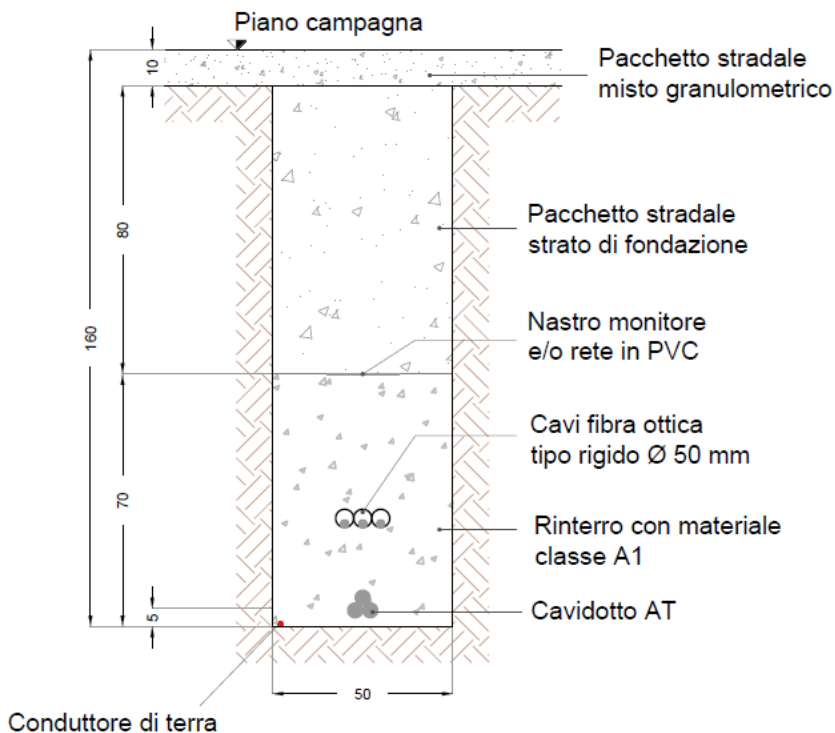 Piano campagna
10
Pacchetto stradale
misto granulometrico
80
Pacchetto stradale
strato di fondazione
160
Nastro monitore
e/o rete in PVC
Cavi fibra ottica
tipo rigido Ø 50 mm
70
Rinterro con materiale
classe A1
5
Cavidotto AT
50
Conduttore di terra